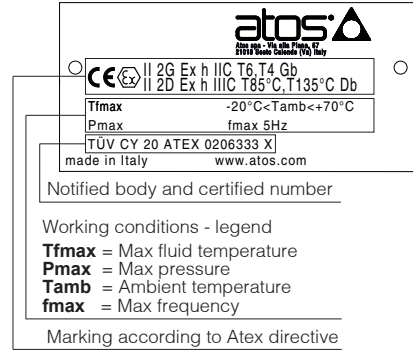 atos
Atos spa - Via alla Piana, 57
21018 Sesto Calende (Va) Italy
CE Ex II 2G Ex h IIC T6,T4 Gb
II 2D Ex h IIIC T85°C,T135°C Db
Tfmax -20°C<Tamb<+70°C
Pmax fmax 5Hz
TÜV CY 20 ATEX 0206333 X
made in Italy www.atos.com
Notified body and certified number
Working conditions - legend
Tfmax = Max fluid temperature
Pmax = Max pressure
Tamb = Ambient temperature
fmax = Max frequency
Marking according to Atex directive